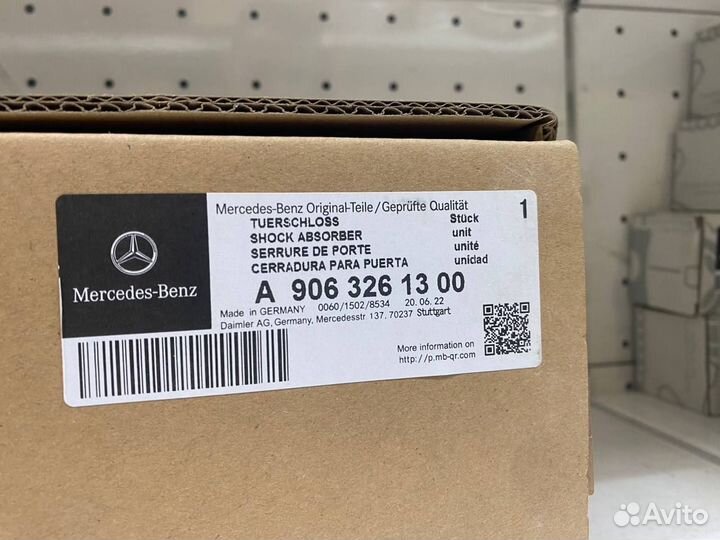 Mercedes-Benz Original-Teile/Geprüfte Qualität
TUERSCHLOSS Stück 1
SHOCK ABSORBER unit
SERRURE DE PORTE unité
CERRADURA PARA PUERTA unidad
A 906 326 13 00
Made in GERMANY 0060/1502/8534 20.06.22
Daimler AG, Germany, Mercedesstr 137, 70237 Stuttgart
Mercedes-Benz
More information on
http://p.mb-qr.com/
Avito